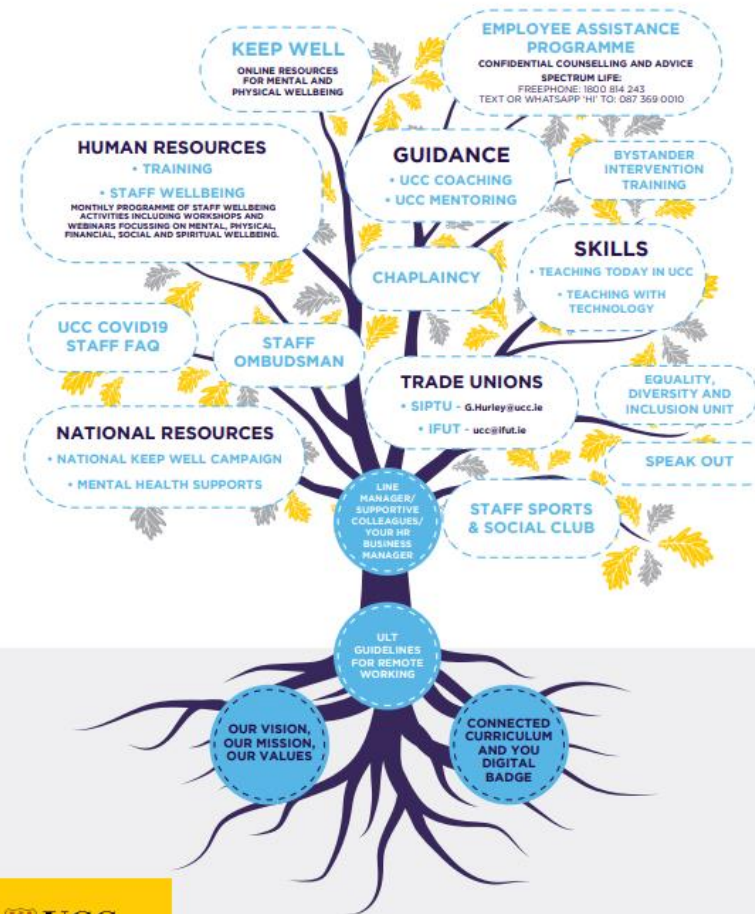 KEEP WELL
ONLINE RESOURCES
FOR MENTAL AND
PHYSICAL WELLBEING
EMPLOYEE ASSISTANCE
PROGRAMME
CONFIDENTIAL COUNSELLING AND ADVICE
SPECTRUM LIFE:
FREEPHONE: 1800 814 243
TEXT OR WHATSAPP 'HI' TO: 087 369 0010
HUMAN RESOURCES
• TRAINING
• STAFF WELLBEING
MONTHLY PROGRAMME OF STAFF WELLBEING
ACTIVITIES INCLUDING WORKSHOPS AND
WEBINARS FOCUSSING ON MENTAL, PHYSICAL,
FINANCIAL, SOCIAL AND SPIRITUAL WELLBEING.
GUIDANCE
• UCC COACHING
• UCC MENTORING
BYSTANDER
INTERVENTION
TRAINING
SKILLS
• TEACHING TODAY IN UCC
• TEACHING WITH
TECHNOLOGY
CHAPLAINCY
UCC COVID19
STAFF FAQ
STAFF
OMBUDSMAN
TRADE UNIONS
• SIPTU - G.Hurley@ucc.ie
• IFUT - ucc@ifut.ie
EQUALITY,
DIVERSITY AND
INCLUSION UNIT
NATIONAL RESOURCES
• NATIONAL KEEP WELL CAMPAIGN
• MENTAL HEALTH SUPPORTS
SPEAK OUT
LINE
MANAGER/
SUPPORTIVE
COLLEAGUES/
YOUR HR
BUSINESS
MANAGER
STAFF SPORTS
& SOCIAL CLUB
ULT
GUIDELINES
FOR REMOTE
WORKING
OUR VISION,
OUR MISSION,
OUR VALUES
CONNECTED
CURRICULUM
AND YOU
DIGITAL
BADGE
UCC